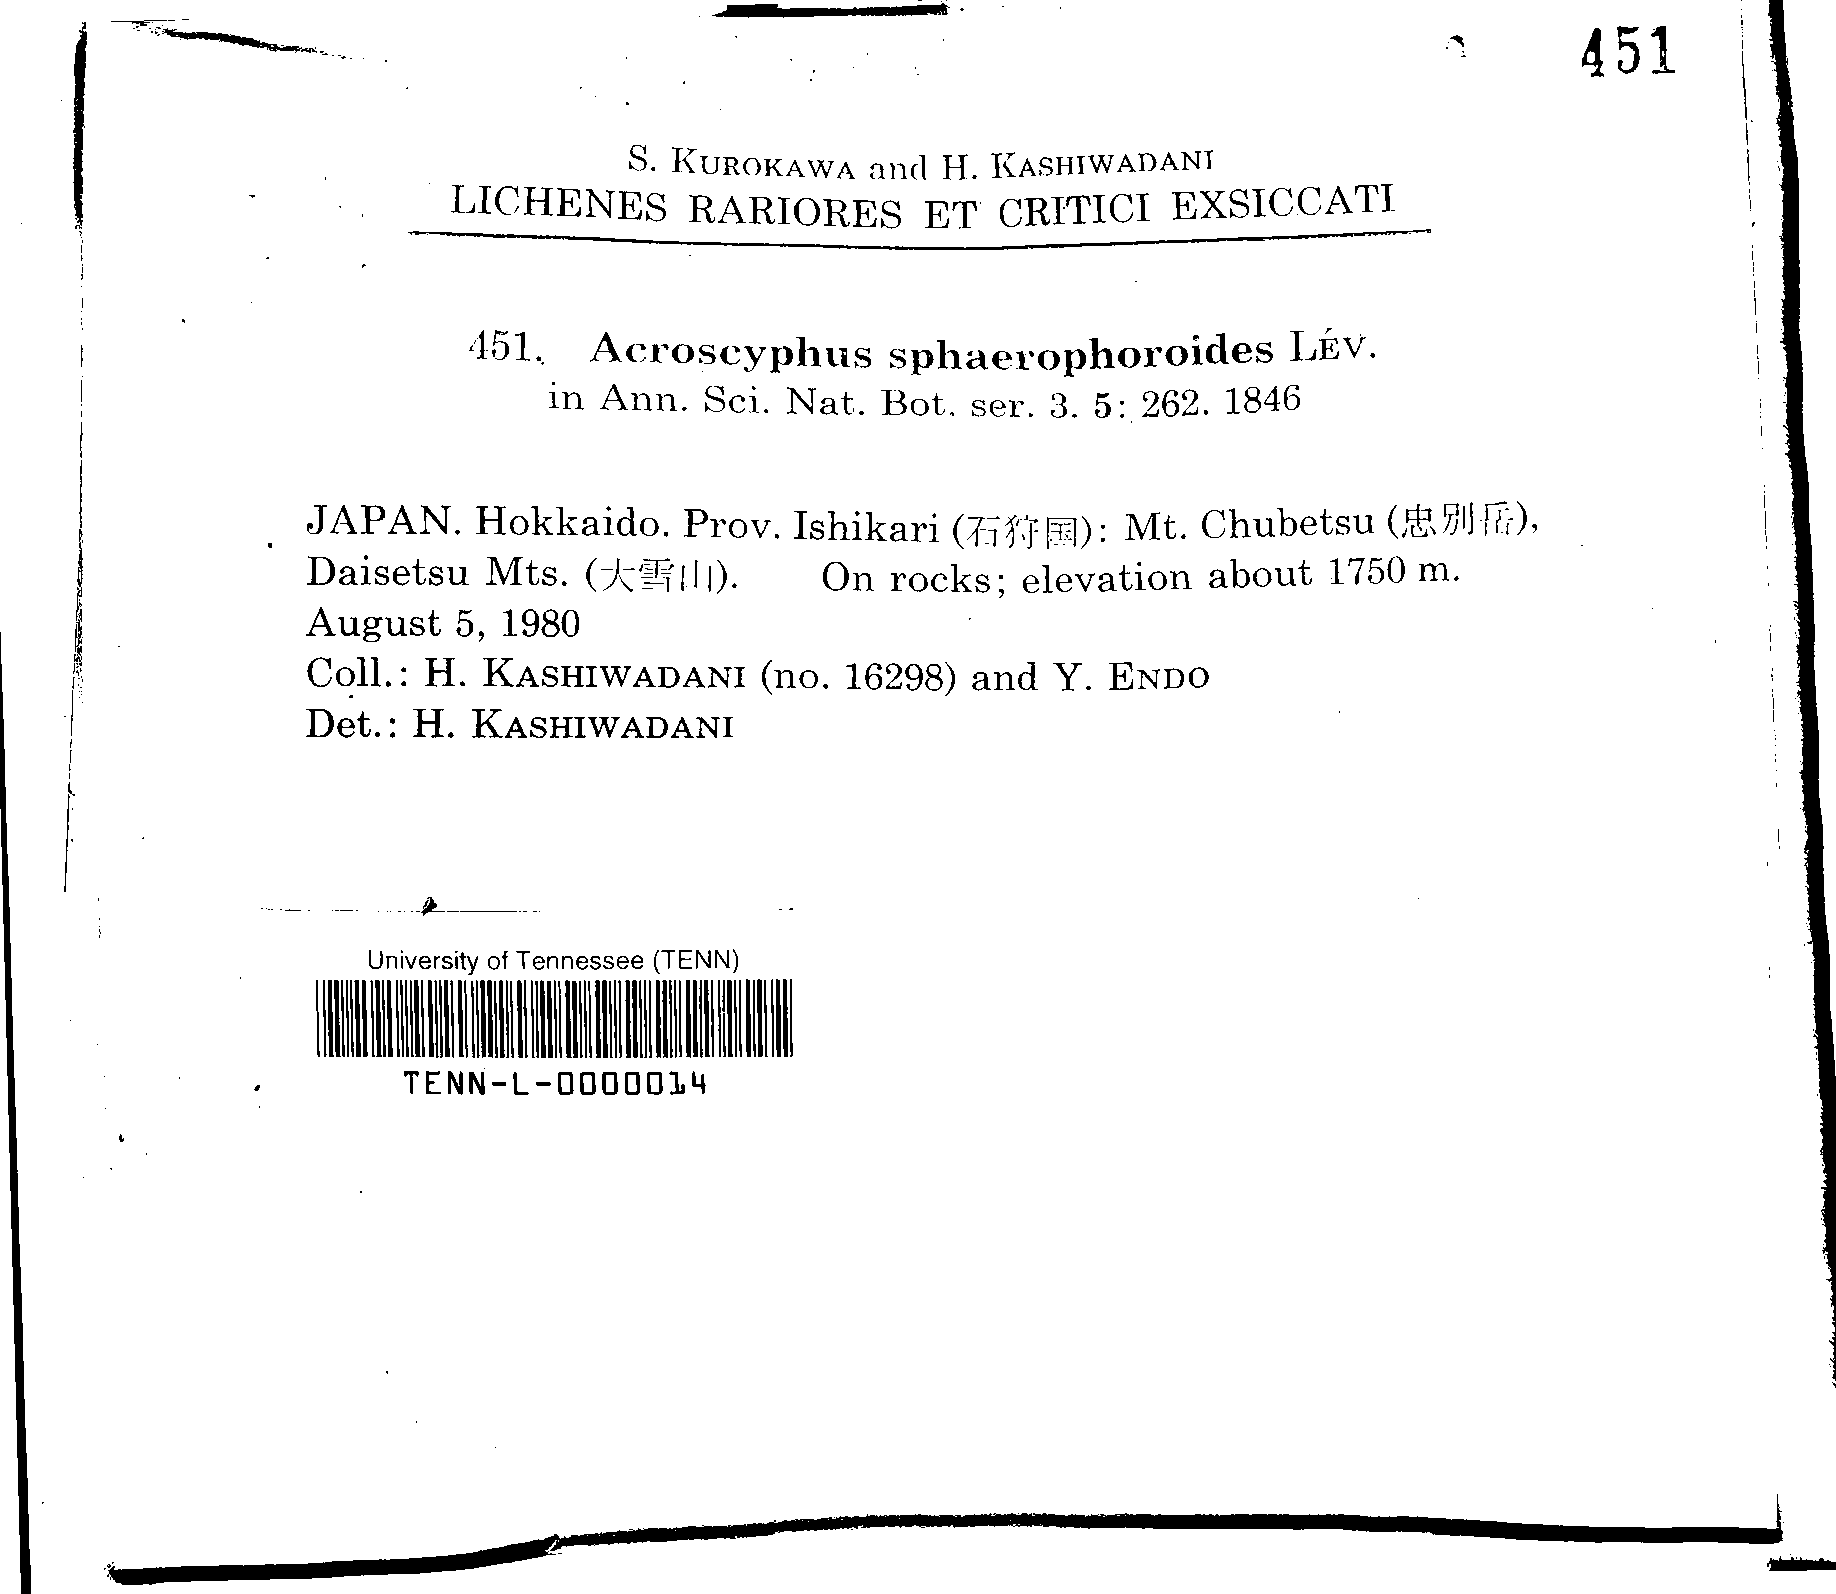 451
S. KUROKAWA and H. KASHIWADANI
LICHENES RARIORES ET CRITICI EXSICCATI
451. Acroscyphus sphaerophoroides LÉV.
in Ann. Sci. Nat. Bot. ser. 3. 5: 262. 1846
JAPAN. Hokkaido. Prov. Ishikari (石狩国): Mt. Chubetsu (忠別岳),
Daisetsu Mts. (大雪山). On rocks; elevation about 1750 m.
August 5, 1980
Coll.: H. KASHIWADANI (no. 16298) and Y. ENDO
Det.: H. KASHIWADANI
University of Tennessee (TENN)
TENN-L-0000014